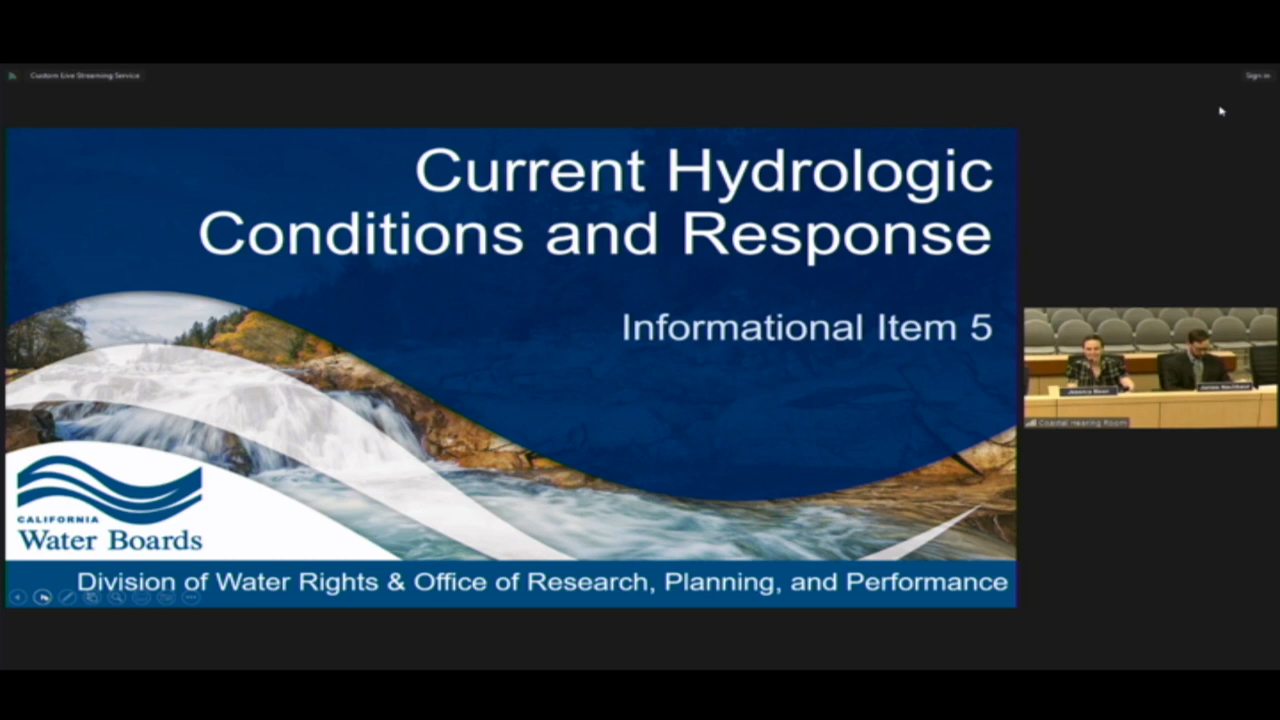 Custom Live Streaming Service
Sign in
Current Hydrologic
Conditions and Response
Informational Item 5
Coastal Hearing Room
CALIFORNIA
Water Boards
Division of Water Rights & Office of Research, Planning, and Performance